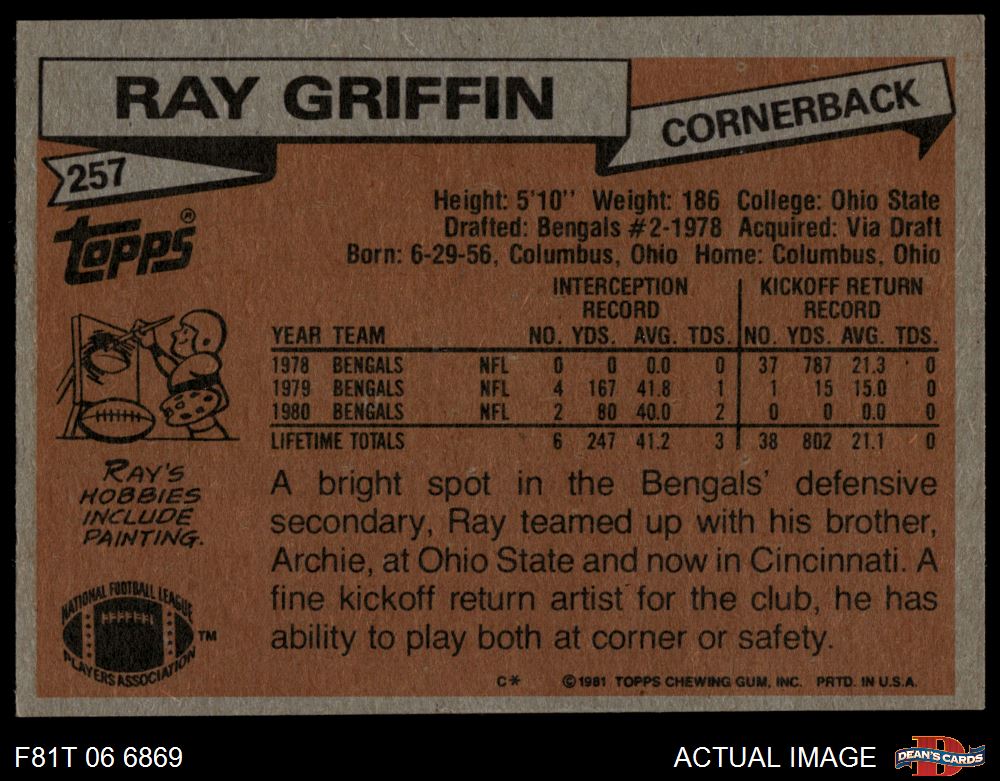 RAY GRIFFIN
CORNERBACK
257
topps®
Height: 5'10'' Weight: 186 College: Ohio State
Drafted: Bengals #2-1978 Acquired: Via Draft
Born: 6-29-56, Columbus, Ohio Home: Columbus, Ohio
INTERCEPTION RECORD KICKOFF RETURN RECORD
YEAR TEAM NO. YDS. AVG. TDS. NO. YDS. AVG. TDS.
1978 BENGALS NFL 0 0 0.0 0 37 787 21.3 0
1979 BENGALS NFL 4 167 41.8 1 1 15 15.0 0
1980 BENGALS NFL 2 80 40.0 2 0 0 0.0 0
LIFETIME TOTALS 6 247 41.2 3 38 802 21.1 0
RAY'S
HOBBIES
INCLUDE
PAINTING.
A bright spot in the Bengals' defensive
secondary, Ray teamed up with his brother,
Archie, at Ohio State and now in Cincinnati. A
fine kickoff return artist for the club, he has
ability to play both at corner or safety.
NATIONAL FOOTBALL LEAGUE
PLAYERS ASSOCIATION
TM
C* ©1981 TOPPS CHEWING GUM, INC. PRTD. IN U.S.A.
F81T 06 6869
ACTUAL IMAGE
D
DEAN'S CARDS